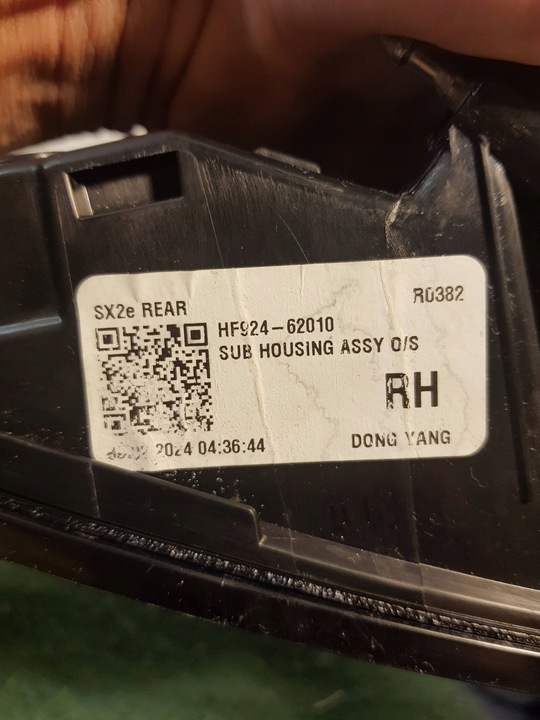 SX2e REAR
R0382
HF924-62010
SUB HOUSING ASSY O/S
RH
2024 04:36:44
DONG YANG